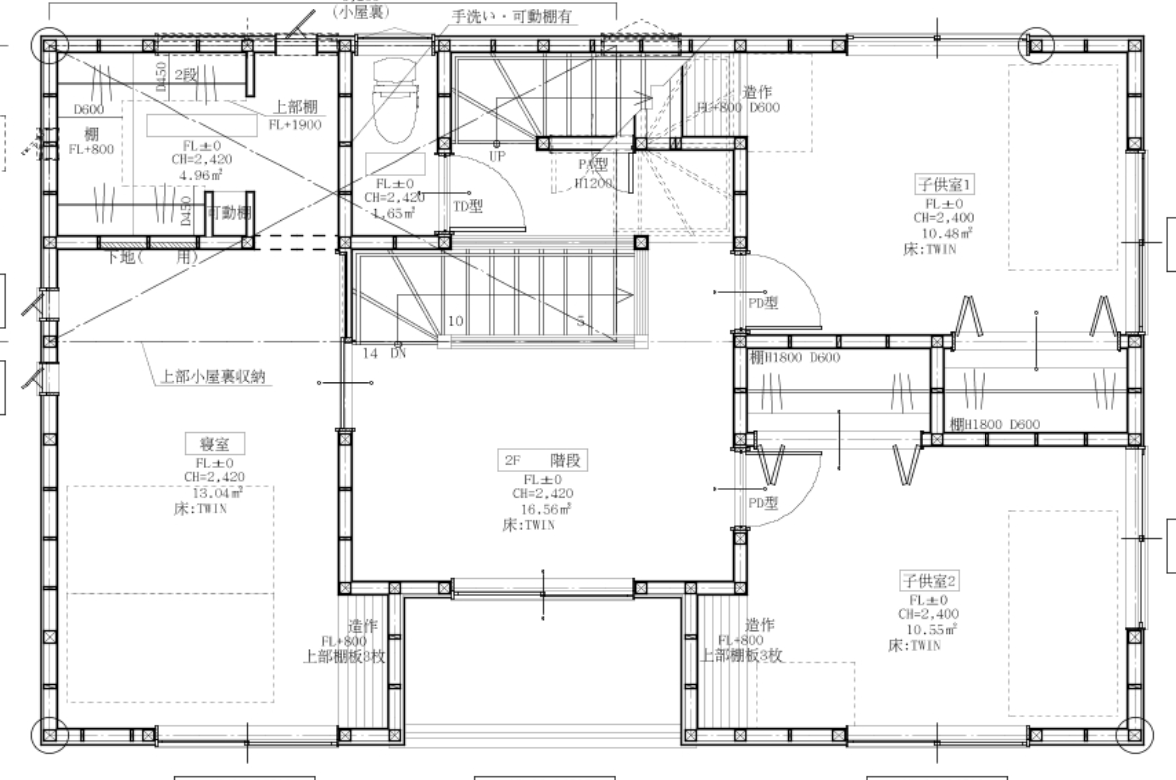 (小屋裏)
手洗い・可動棚有
D450
2段
D600
棚
FL+800
上部棚
FL+1900
FL±0
CH=2,420
4.96㎡
D450
可動棚
下地(　用)
FL±0
CH=2,420
1.65㎡
TD型
UP
PA型
H1200
造作
FL+800 D600
子供室1
FL±0
CH=2,400
10.48㎡
床:TWIN
PD型
10
5
14 DN
上部小屋裏収納
棚H1800 D600
棚H1800 D600
寝室
FL±0
CH=2,420
13.04㎡
床:TWIN
2F 階段
FL±0
CH=2,420
16.56㎡
床:TWIN
PD型
子供室2
FL±0
CH=2,400
10.55㎡
床:TWIN
造作
FL+800
上部棚板3枚
造作
FL+800
上部棚板3枚